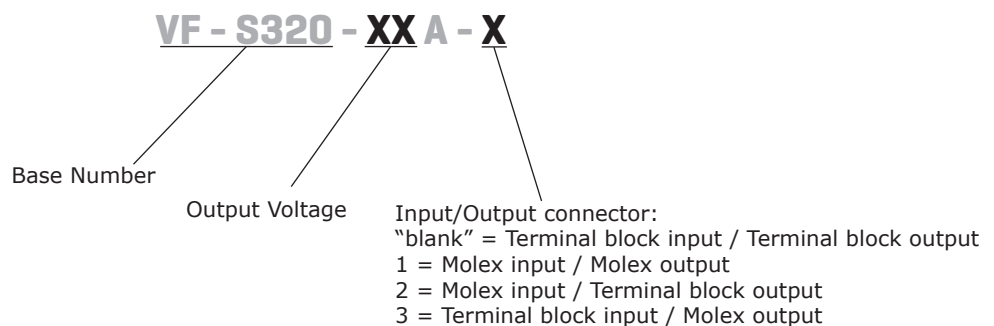 VF - S320 - XX A - X
Base Number
Output Voltage
Input/Output connector:
“blank” = Terminal block input / Terminal block output
1 = Molex input / Molex output
2 = Molex input / Terminal block output
3 = Terminal block input / Molex output